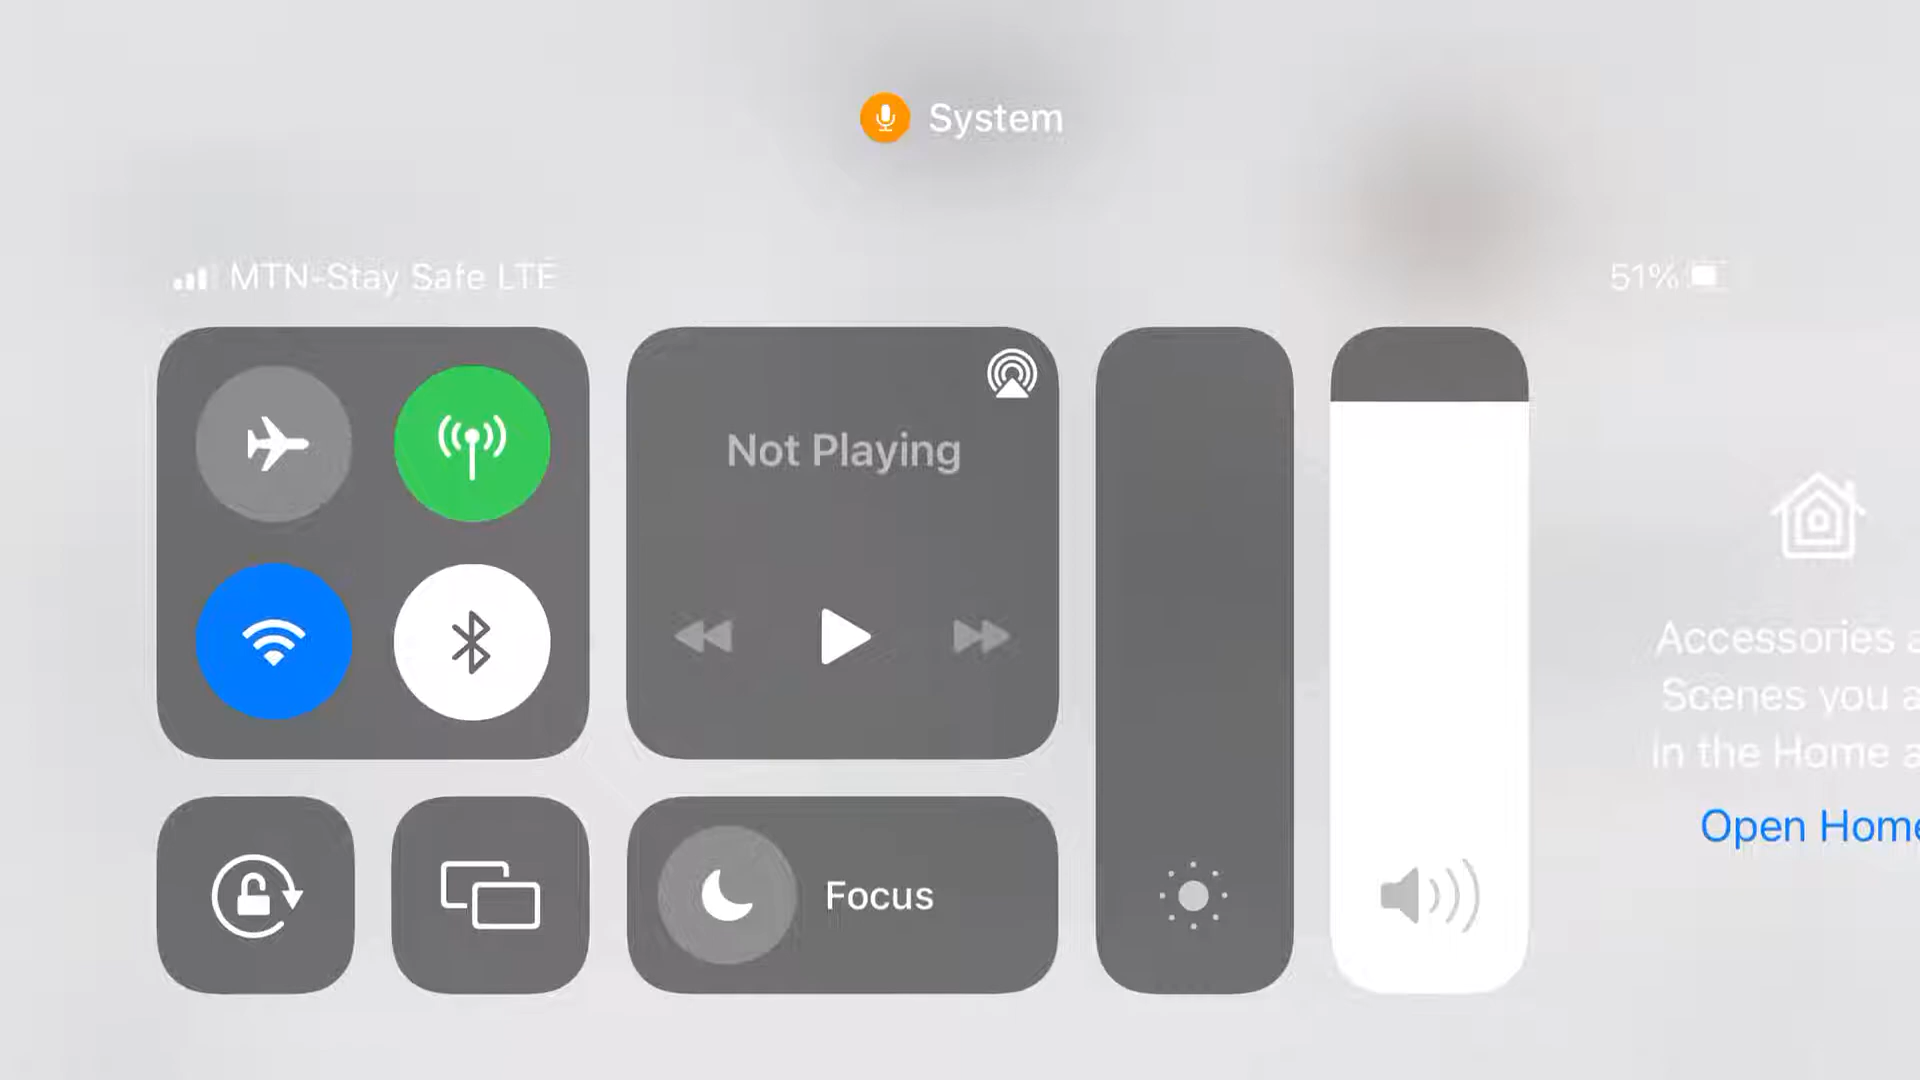 System
MTN-Stay Safe LTE
51%
Not Playing
Accessories
Scenes you
in the Home
Open Home
Focus